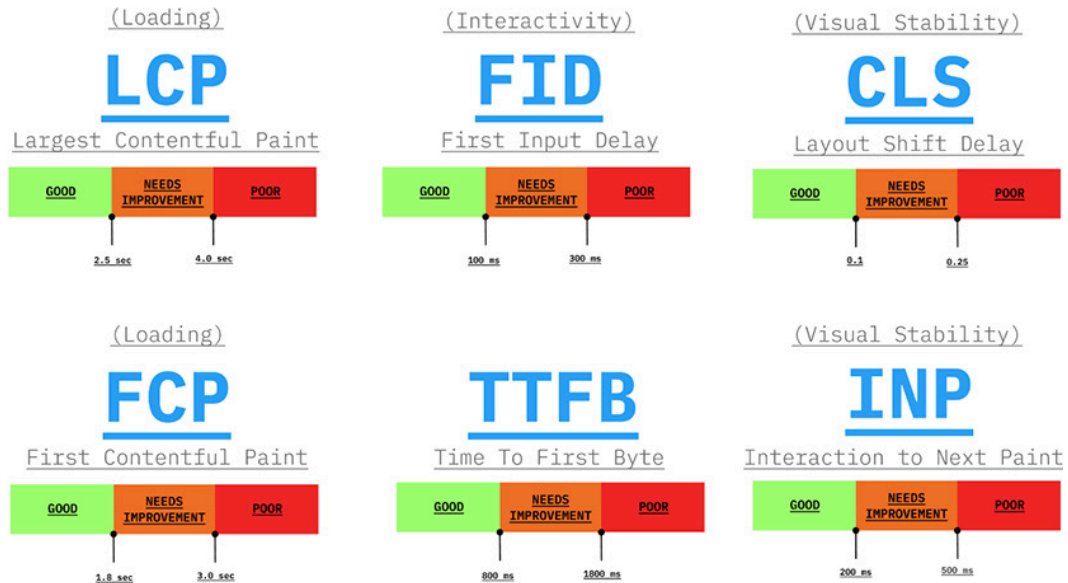 (Loading)
LCP
Largest Contentful Paint
GOOD
NEEDS
IMPROVEMENT
POOR
2.5 sec
4.0 sec
(Interactivity)
FID
First Input Delay
GOOD
NEEDS
IMPROVEMENT
POOR
100 ms
300 ms
(Visual Stability)
CLS
Layout Shift Delay
GOOD
NEEDS
IMPROVEMENT
POOR
0.1
0.25
(Loading)
FCP
First Contentful Paint
GOOD
NEEDS
IMPROVEMENT
POOR
1.8 sec
3.0 sec
TTFB
Time To First Byte
GOOD
NEEDS
IMPROVEMENT
POOR
800 ms
1800 ms
(Visual Stability)
INP
Interaction to Next Paint
GOOD
NEEDS
IMPROVEMENT
POOR
200 ms
500 ms